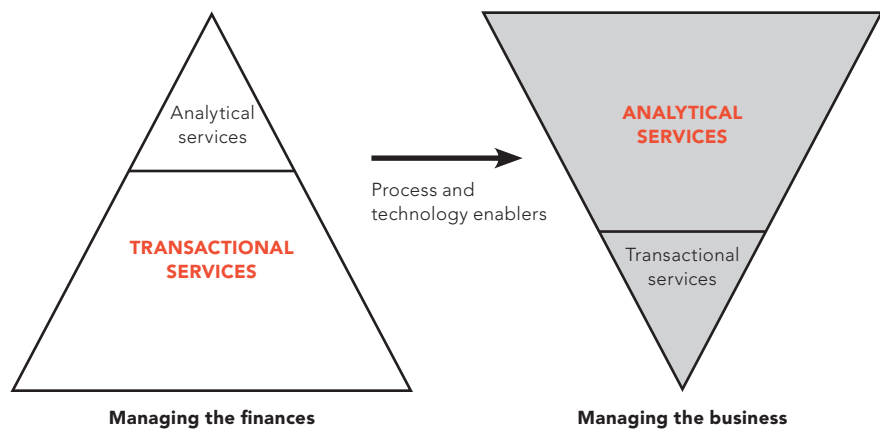 Analytical
services
TRANSACTIONAL
SERVICES
Managing the finances
Process and
technology enablers
ANALYTICAL
SERVICES
Transactional
services
Managing the business